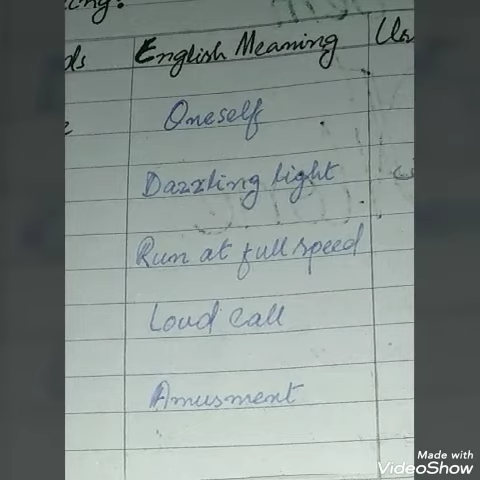 English Meaning
Oneself
Dazzling light
Run at full speed
Loud call
Amusment
Made with
VideoShow